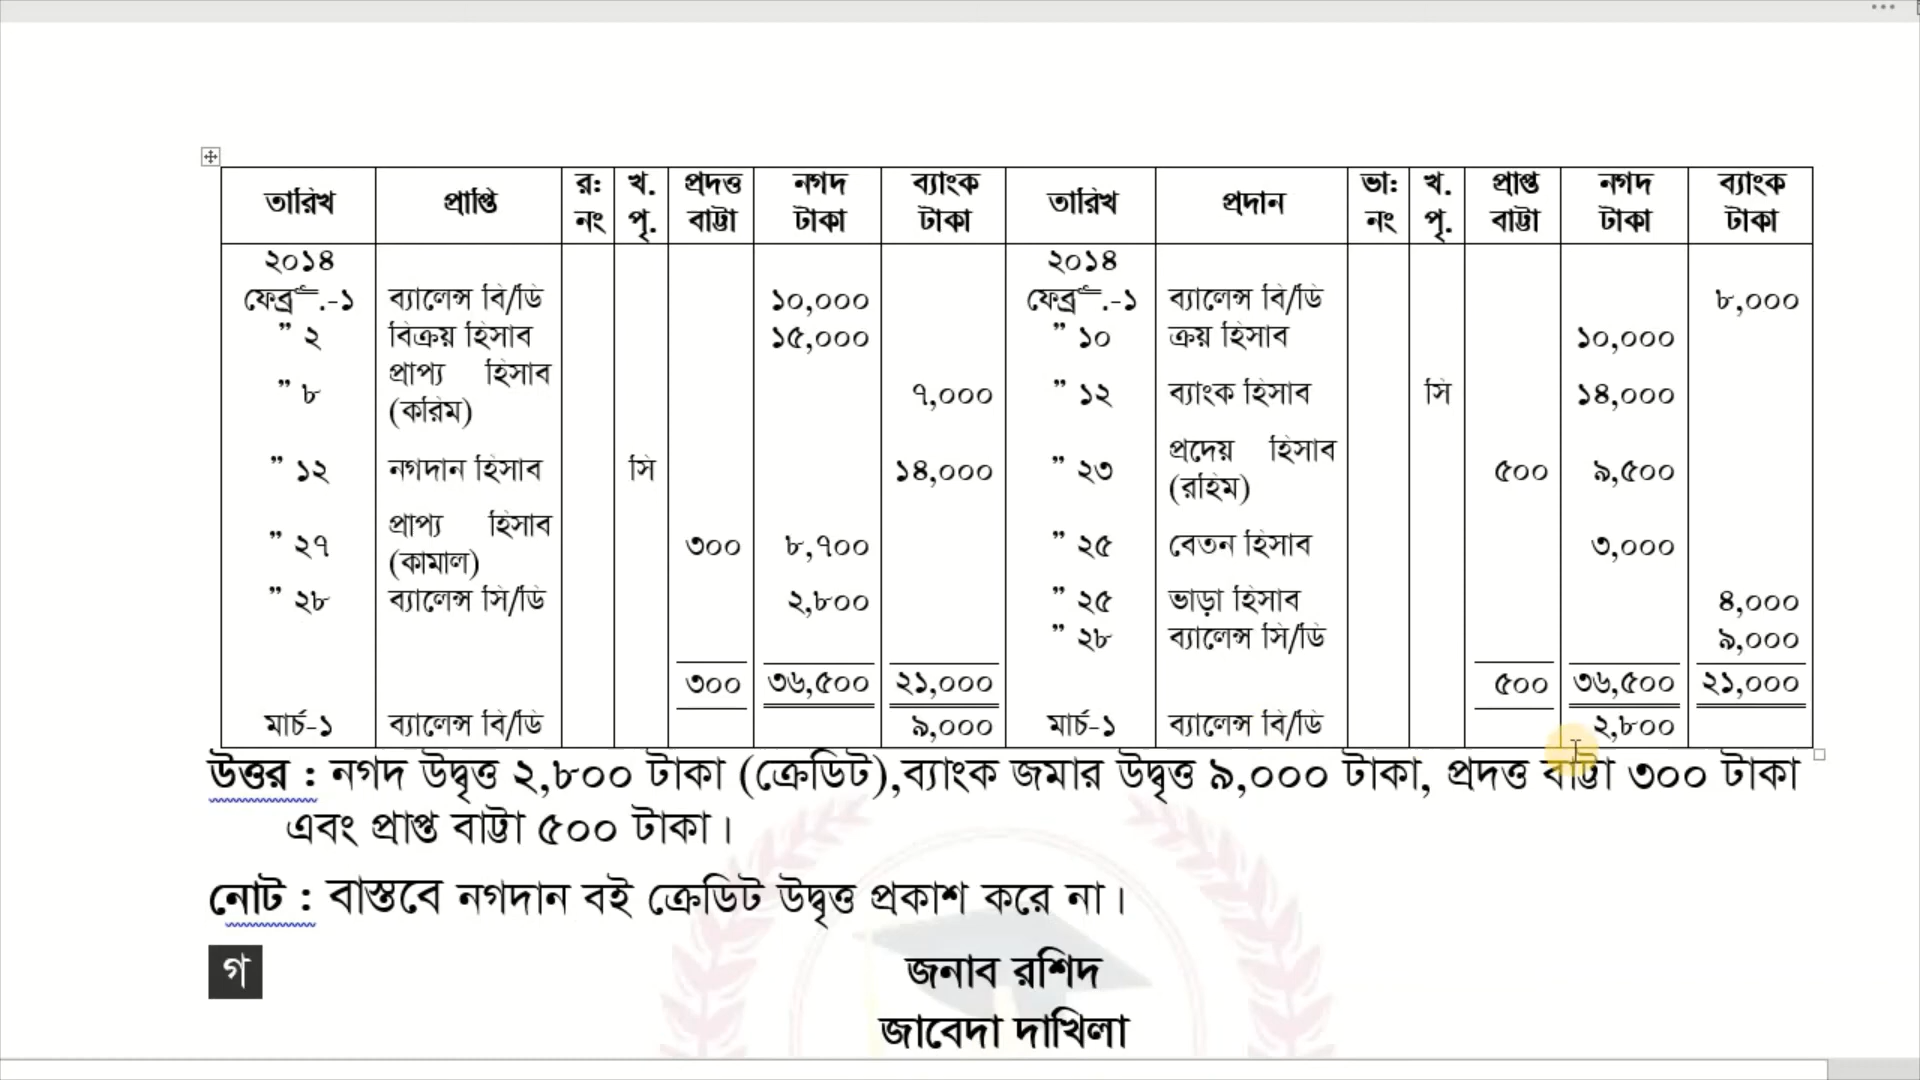 তারিখ প্রাপ্তি র: নং খ. পৃ. প্রদত্ত বাট্টা নগদ টাকা ব্যাংক টাকা তারিখ প্রদান ভা: নং খ. পৃ. প্রাপ্ত বাট্টা নগদ টাকা ব্যাংক টাকা
২০১৪ ২০১৪
ফেব্রু.-১ ব্যালেন্স বি/ডি ১০,০০০ ফেব্রু.-১ ব্যালেন্স বি/ডি ৮,০০০
” ২ বিক্রয় হিসাব ১৫,০০০ ” ১০ ক্রয় হিসাব ১০,০০০
” ৮ প্রাপ্য হিসাব (করিম) ৭,০০০ ” ১২ ব্যাংক হিসাব সি ১৪,০০০
” ১২ নগদান হিসাব সি ১৪,০০০ ” ২৩ প্রদেয় হিসাব (রহিম) ৫০০ ৯,৫০০
” ২৭ প্রাপ্য হিসাব (কামাল) ৩০০ ৮,৭০০ ” ২৫ বেতন হিসাব ৩,০০০
” ২৮ ব্যালেন্স সি/ডি ২,৮০০ ” ২৫ ভাড়া হিসাব ৪,০০০
” ২৮ ব্যালেন্স সি/ডি ৯,০০০
৩০০ ৩৬,৫০০ ২১,০০০ ৫০০ ৩৬,৫০০ ২১,০০০
মার্চ-১ ব্যালেন্স বি/ডি ৯,০০০ মার্চ-১ ব্যালেন্স বি/ডি ২,৮০০
উত্তর : নগদ উদ্বৃত্ত ২,৮০০ টাকা (ক্রেডিট),ব্যাংক জমার উদ্বৃত্ত ৯,০০০ টাকা, প্রদত্ত বাট্টা ৩০০ টাকা
এবং প্রাপ্ত বাট্টা ৫০০ টাকা।
নোট : বাস্তবে নগদান বই ক্রেডিট উদ্বৃত্ত প্রকাশ করে না।
গ
জনাব রশিদ
জাবেদা দাখিলা